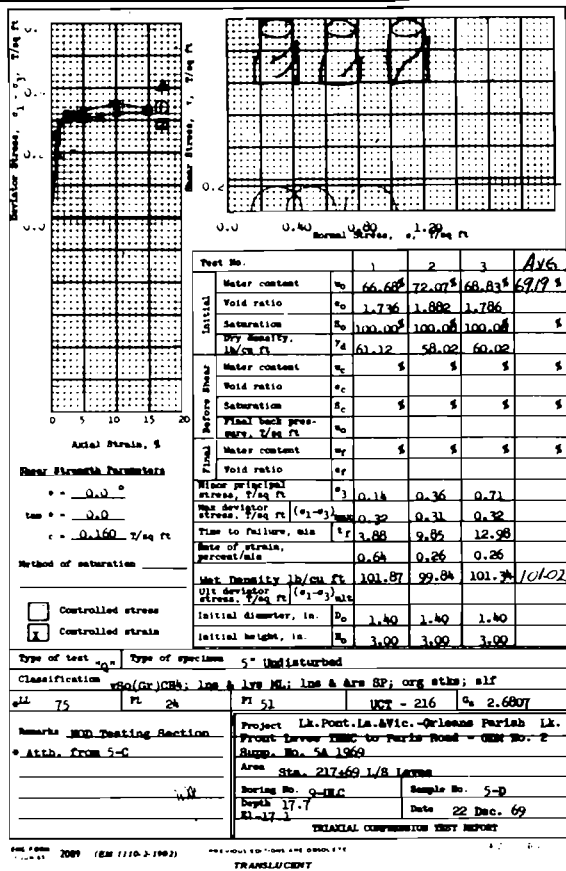 Deviator Stress, σ1 - σ3, T/sq ft
Shear Stress, τ, T/sq ft
0.2
0.0 0.40 0.80 1.20
Normal Stress, σ, T/sq ft
0 5 10 15 20
Axial Strain, %
Shear Strength Parameters
φ = 0.0 °
tan φ = 0.0
c = 0.160 T/sq ft
Method of saturation
Controlled stress
x Controlled strain
Test No. 1 2 3 AVG
Initial
Water content w0 66.68% 72.07% 68.83% 69.19%
Void ratio e0 1.736 1.882 1.786
Saturation S0 100.00% 100.00% 100.00% %
Dry density, lb/cu ft γd 61.12 58.02 60.02
Before Shear
Water content wc % % % %
Void ratio ec
Saturation Sc % % % %
Final back pressure, T/sq ft u0
Final
Water content wf % % % %
Void ratio ef
Minor principal stress, T/sq ft σ3 0.14 0.36 0.71
Max deviator stress, T/sq ft (σ1-σ3)max 0.32 0.31 0.32
Time to failure, min tf 3.88 9.85 12.98
Rate of strain, percent/min 0.64 0.26 0.26
Wet Density lb/cu ft 101.87 99.84 101.34 101.02
Ult deviator stress, T/sq ft (σ1-σ3)ult
Initial diameter, in. D0 1.40 1.40 1.40
Initial height, in. H0 3.00 3.00 3.00
Type of test "Q" Type of specimen 5" Undisturbed
Classification vSo(Gr)CH4; lns & lys ML; lns & ars SP; org stks; slf
*LL 75 PL 24 PI 51 UCT - 216 Gs 2.6807
Remarks NOD Testing Section
* Attb. from 5-C
Project Lk.Pont.La.&Vic.-Orleans Parish Lk.
Front Levee IHNC to Paris Road - GDM No. 2
Supp. No. 5A 1969
Area Sta. 217+69 L/S Levee
Boring No. 9-ULC Sample No. 5-D
Depth 17.7
El -17.1 Date 22 Dec. 69
TRIAXIAL COMPRESSION TEST REPORT
2089 (EM 1110-2-1902) PREVIOUS EDITIONS ARE OBSOLETE
TRANSLUCENT